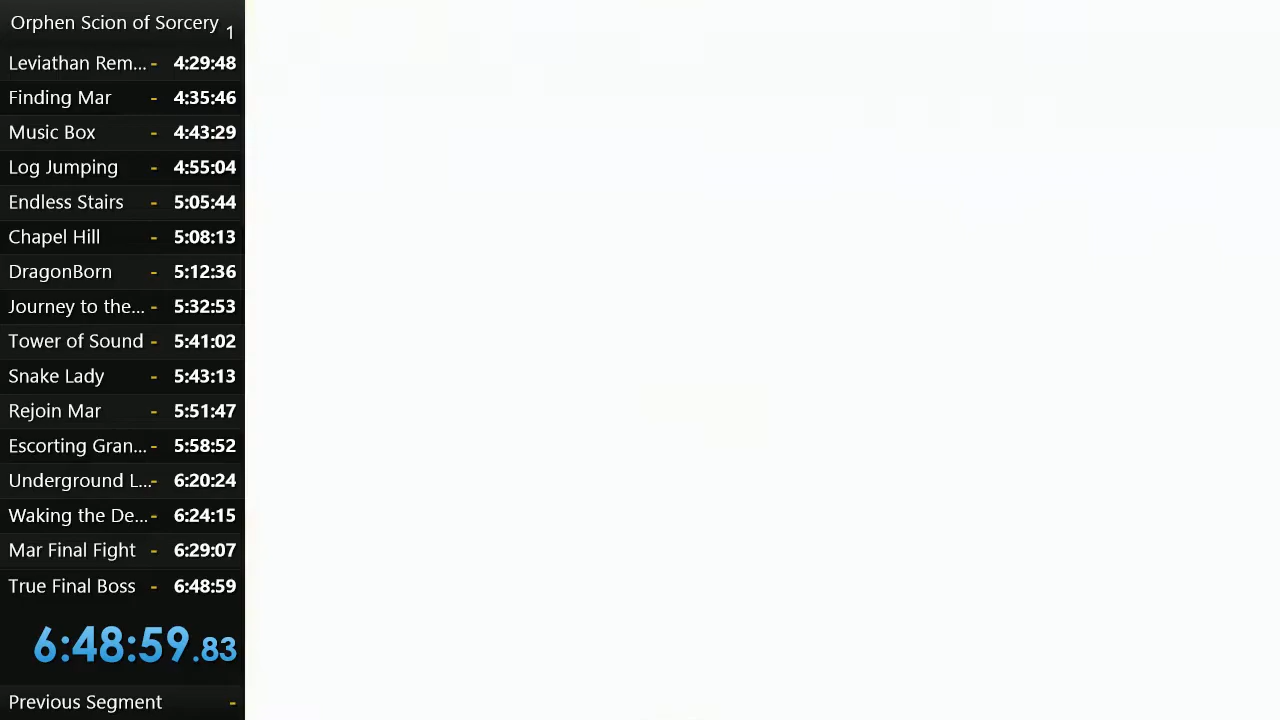 Orphen Scion of Sorcery 1
Leviathan Rem... - 4:29:48
Finding Mar - 4:35:46
Music Box - 4:43:29
Log Jumping - 4:55:04
Endless Stairs - 5:05:44
Chapel Hill - 5:08:13
DragonBorn - 5:12:36
Journey to the... - 5:32:53
Tower of Sound - 5:41:02
Snake Lady - 5:43:13
Rejoin Mar - 5:51:47
Escorting Gran... - 5:58:52
Underground L... - 6:20:24
Waking the De... - 6:24:15
Mar Final Fight - 6:29:07
True Final Boss - 6:48:59
6:48:59.83
Previous Segment -